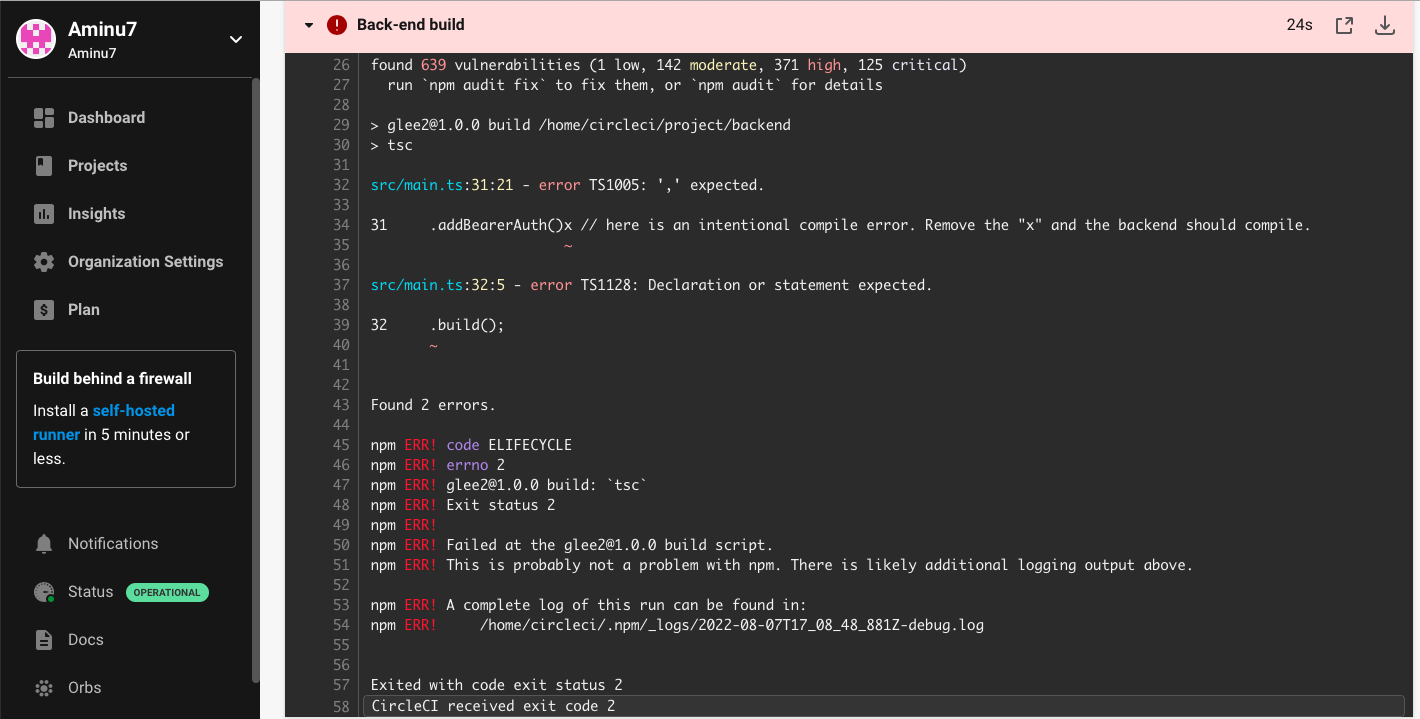 Aminu7
Aminu7
Dashboard
Projects
Insights
Organization Settings
Plan
Build behind a firewall
Install a self-hosted
runner in 5 minutes or
less.
Notifications
Status OPERATIONAL
Docs
Orbs
Back-end build 24s
26 found 639 vulnerabilities (1 low, 142 moderate, 371 high, 125 critical)
27   run `npm audit fix` to fix them, or `npm audit` for details
28
29 > glee2@1.0.0 build /home/circleci/project/backend
30 > tsc
31
32 src/main.ts:31:21 - error TS1005: ',' expected.
33
34 31     .addBearerAuth()x // here is an intentional compile error. Remove the "x" and the backend should compile.
35                        ~
36
37 src/main.ts:32:5 - error TS1128: Declaration or statement expected.
38
39 32     .build();
40        ~
41
42
43 Found 2 errors.
44
45 npm ERR! code ELIFECYCLE
46 npm ERR! errno 2
47 npm ERR! glee2@1.0.0 build: `tsc`
48 npm ERR! Exit status 2
49 npm ERR!
50 npm ERR! Failed at the glee2@1.0.0 build script.
51 npm ERR! This is probably not a problem with npm. There is likely additional logging output above.
52
53 npm ERR! A complete log of this run can be found in:
54 npm ERR!     /home/circleci/.npm/_logs/2022-08-07T17_08_48_881Z-debug.log
55
56
57 Exited with code exit status 2
58 CircleCI received exit code 2